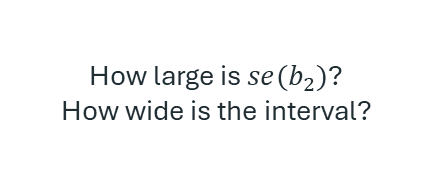 How large is se(b₂)?
How wide is the interval?